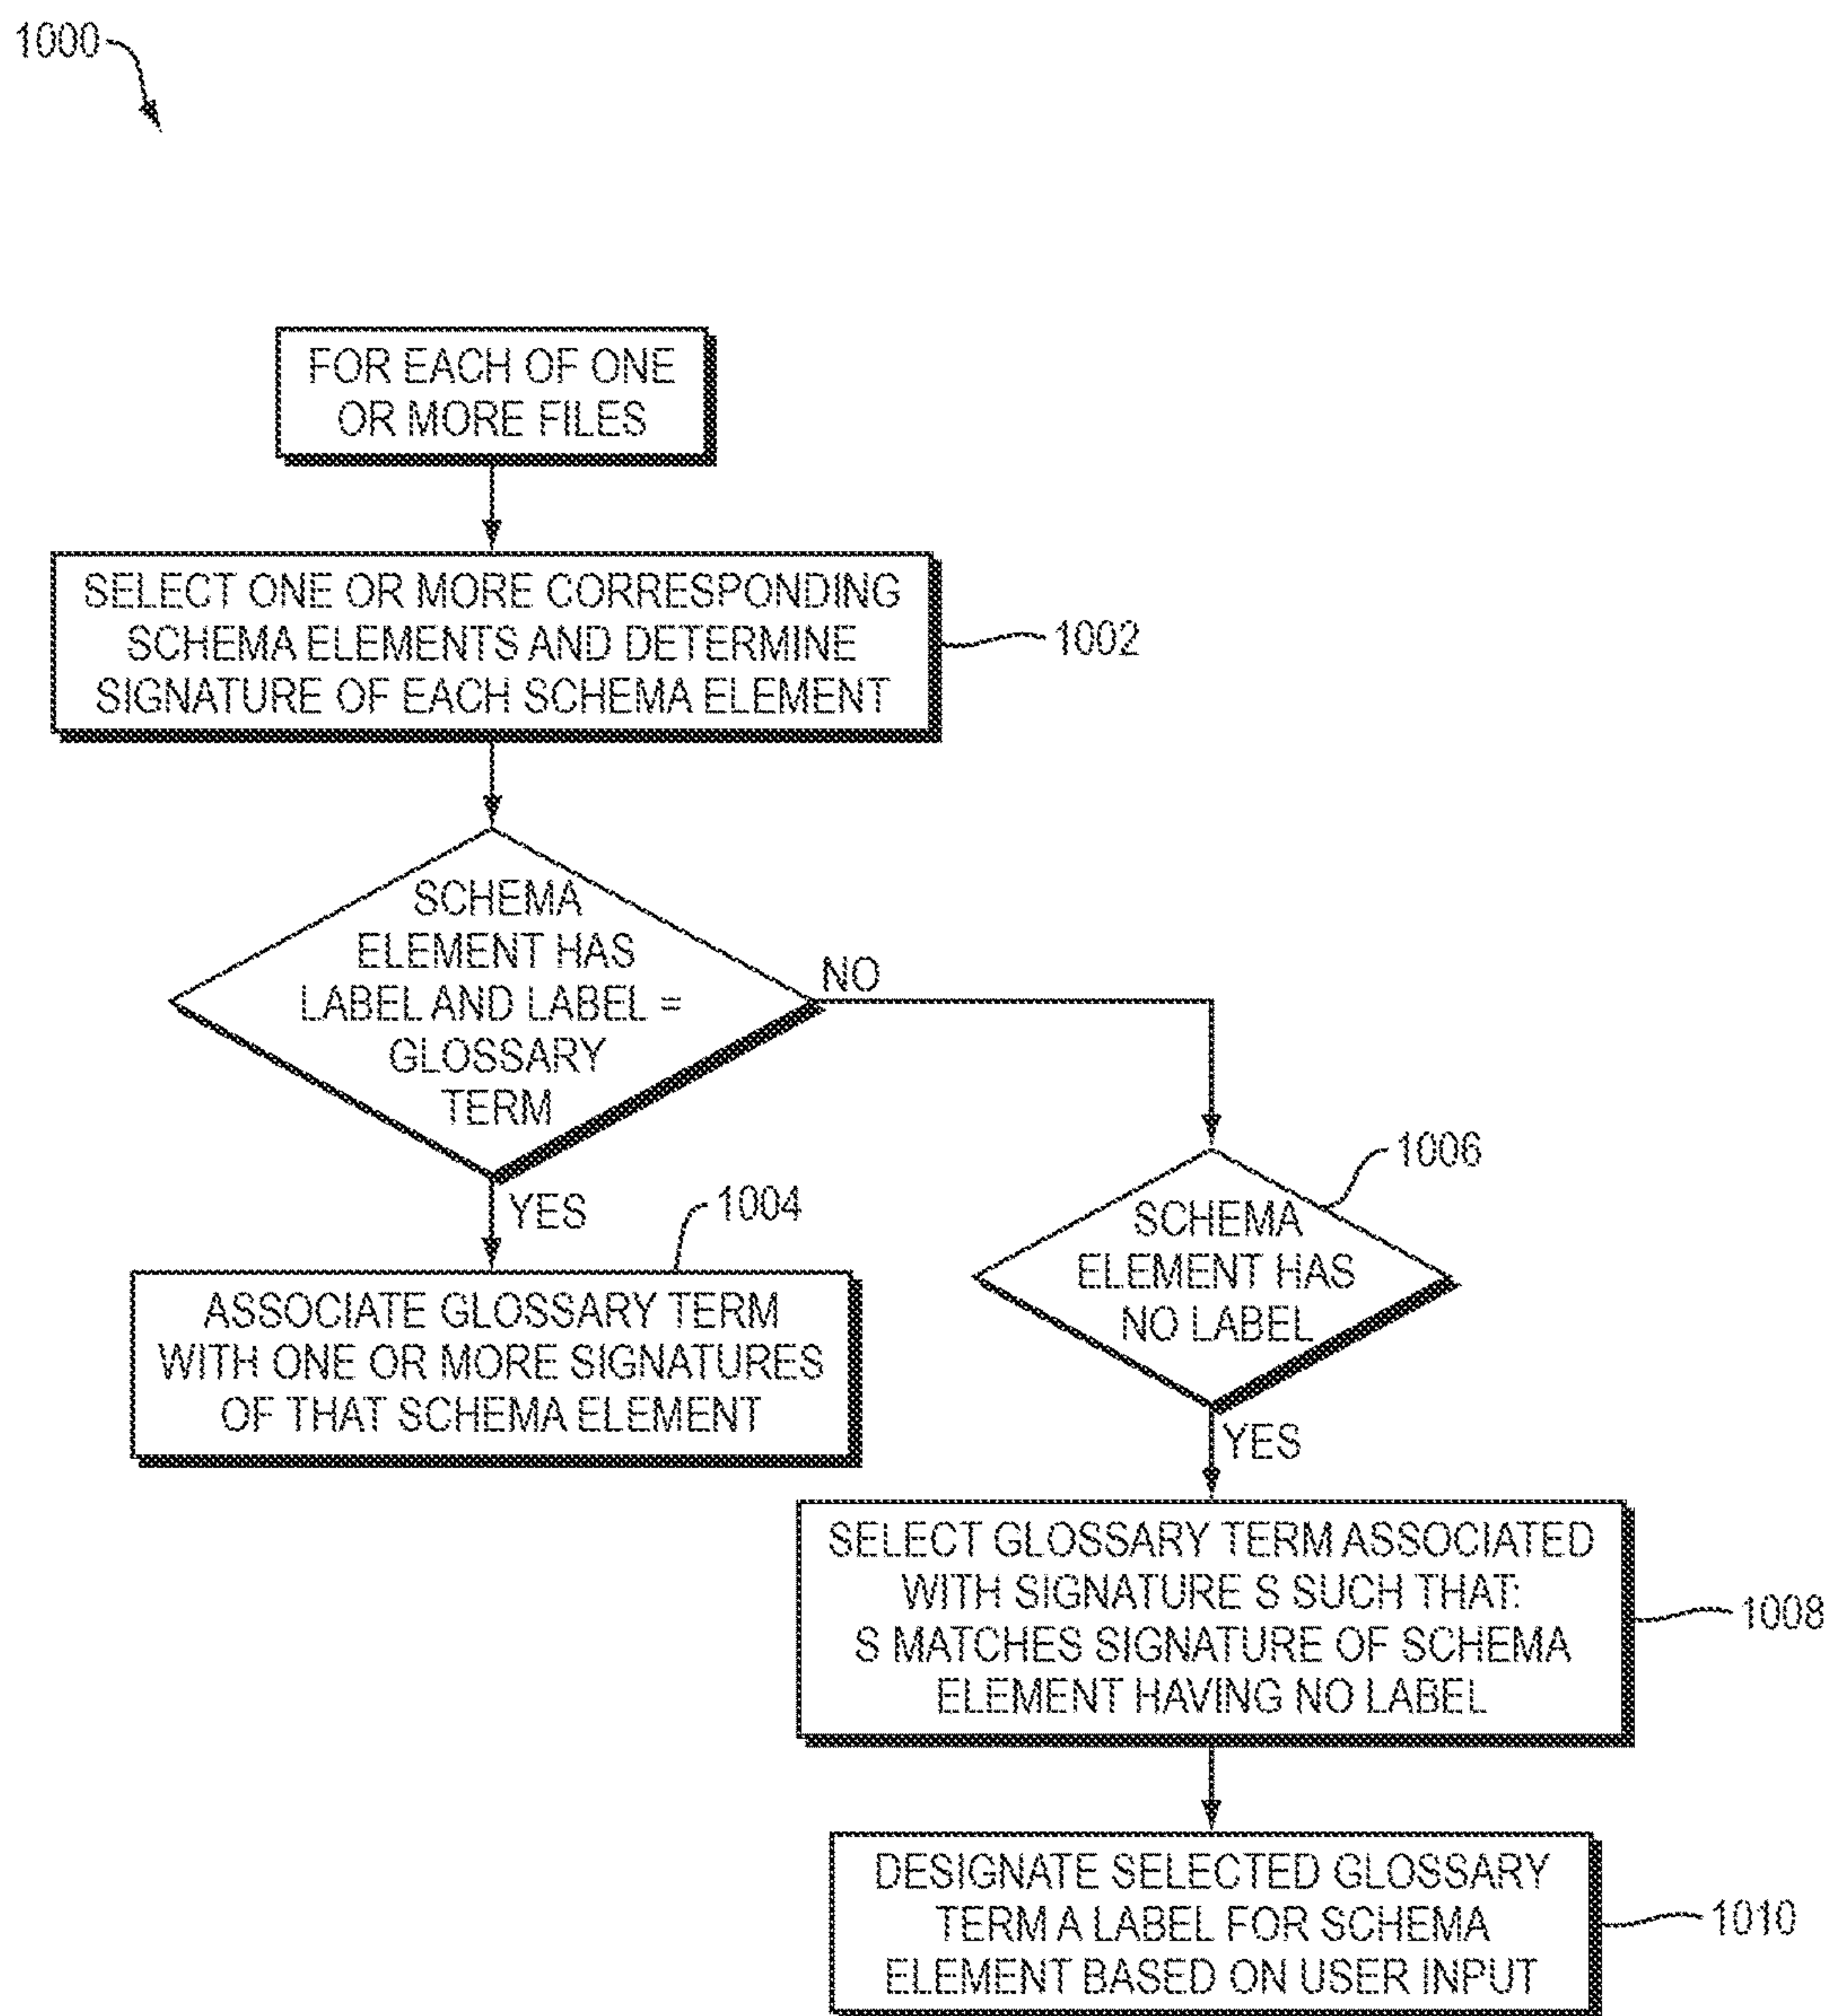 1000
FOR EACH OF ONE
OR MORE FILES
SELECT ONE OR MORE CORRESPONDING
SCHEMA ELEMENTS AND DETERMINE
SIGNATURE OF EACH SCHEMA ELEMENT
1002
SCHEMA
ELEMENT HAS
LABEL AND LABEL =
GLOSSARY
TERM
NO
YES
1004
ASSOCIATE GLOSSARY TERM
WITH ONE OR MORE SIGNATURES
OF THAT SCHEMA ELEMENT
1006
SCHEMA
ELEMENT HAS
NO LABEL
YES
SELECT GLOSSARY TERM ASSOCIATED
WITH SIGNATURE S SUCH THAT:
S MATCHES SIGNATURE OF SCHEMA
ELEMENT HAVING NO LABEL
1008
DESIGNATE SELECTED GLOSSARY
TERM A LABEL FOR SCHEMA
ELEMENT BASED ON USER INPUT
1010